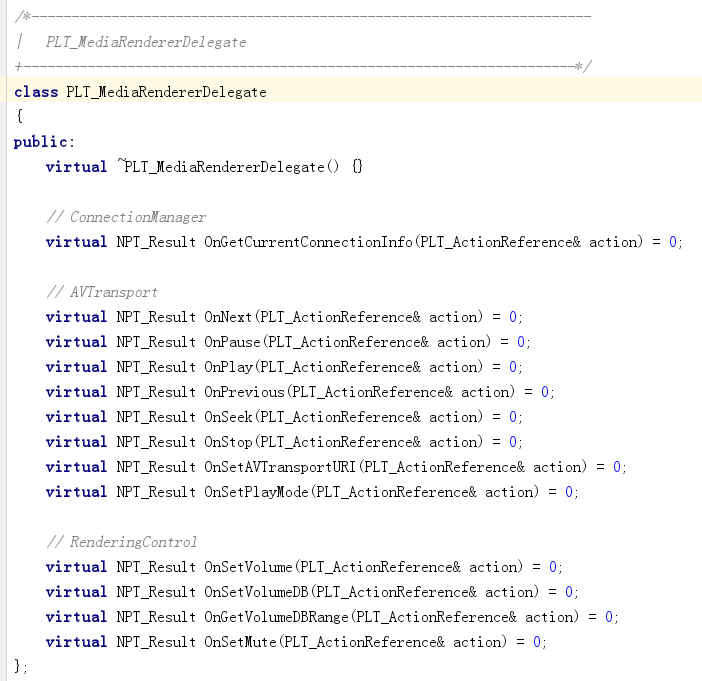 /*----------------------------------------------------------------------
|   PLT_MediaRendererDelegate
+---------------------------------------------------------------------*/
class PLT_MediaRendererDelegate
{
public:
    virtual ~PLT_MediaRendererDelegate() {}

    // ConnectionManager
    virtual NPT_Result OnGetCurrentConnectionInfo(PLT_ActionReference& action) = 0;

    // AVTransport
    virtual NPT_Result OnNext(PLT_ActionReference& action) = 0;
    virtual NPT_Result OnPause(PLT_ActionReference& action) = 0;
    virtual NPT_Result OnPlay(PLT_ActionReference& action) = 0;
    virtual NPT_Result OnPrevious(PLT_ActionReference& action) = 0;
    virtual NPT_Result OnSeek(PLT_ActionReference& action) = 0;
    virtual NPT_Result OnStop(PLT_ActionReference& action) = 0;
    virtual NPT_Result OnSetAVTransportURI(PLT_ActionReference& action) = 0;
    virtual NPT_Result OnSetPlayMode(PLT_ActionReference& action) = 0;

    // RenderingControl
    virtual NPT_Result OnSetVolume(PLT_ActionReference& action) = 0;
    virtual NPT_Result OnSetVolumeDB(PLT_ActionReference& action) = 0;
    virtual NPT_Result OnGetVolumeDBRange(PLT_ActionReference& action) = 0;
    virtual NPT_Result OnSetMute(PLT_ActionReference& action) = 0;
};